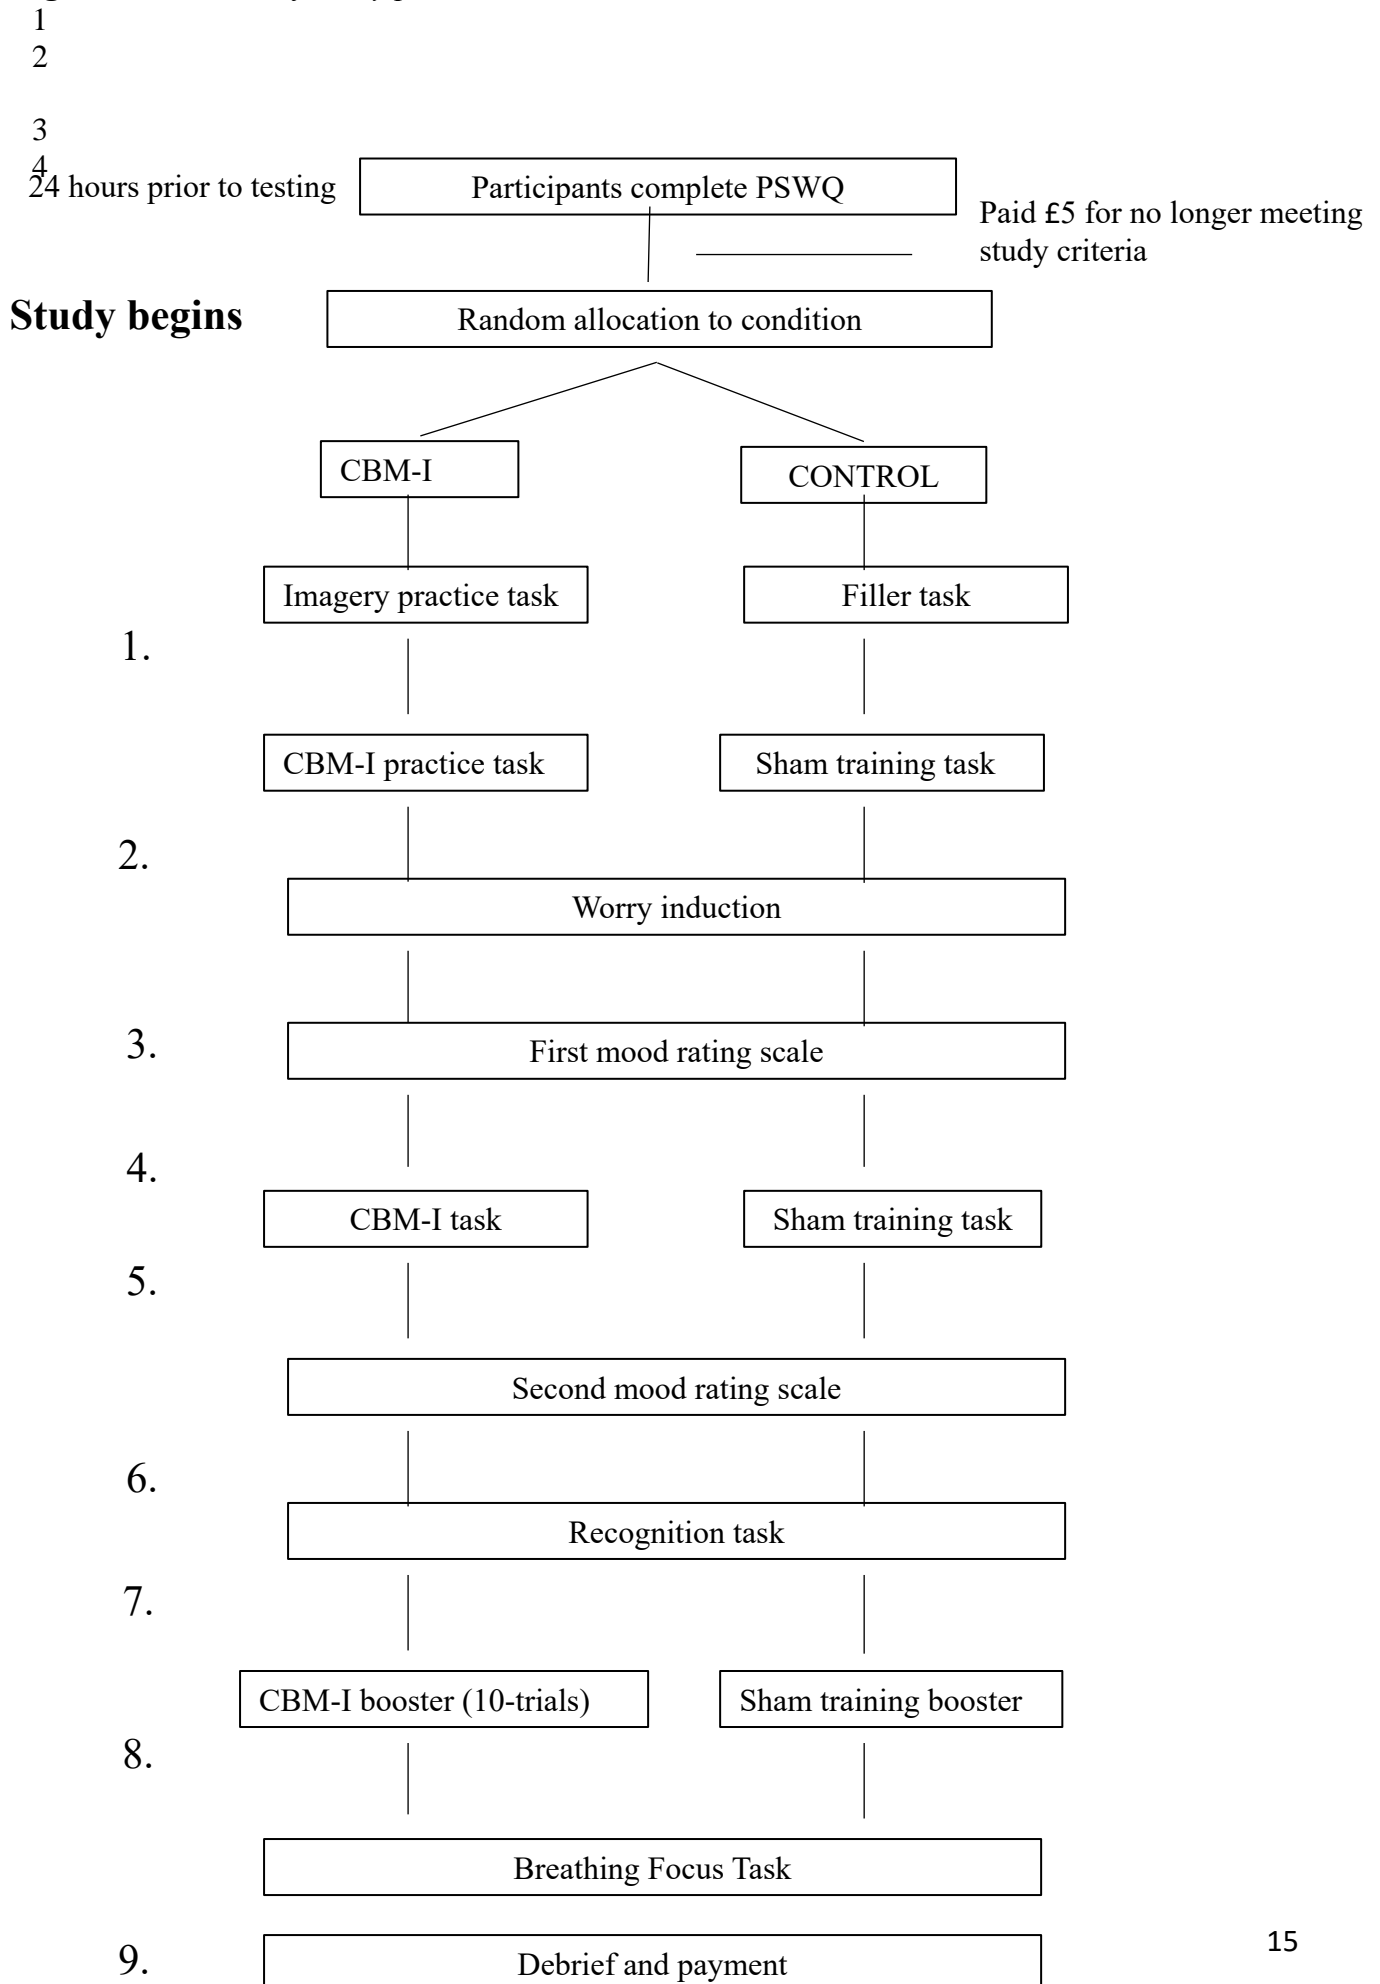 1
2
3
4
24 hours prior to testing
Participants complete PSWQ
Paid £5 for no longer meeting
study criteria
Study begins
Random allocation to condition
CBM-I
CONTROL
Imagery practice task
Filler task
1.
CBM-I practice task
Sham training task
2.
Worry induction
3.
First mood rating scale
4.
CBM-I task
Sham training task
5.
Second mood rating scale
6.
Recognition task
7.
CBM-I booster (10-trials)
Sham training booster
8.
Breathing Focus Task
15
9.
Debrief and payment